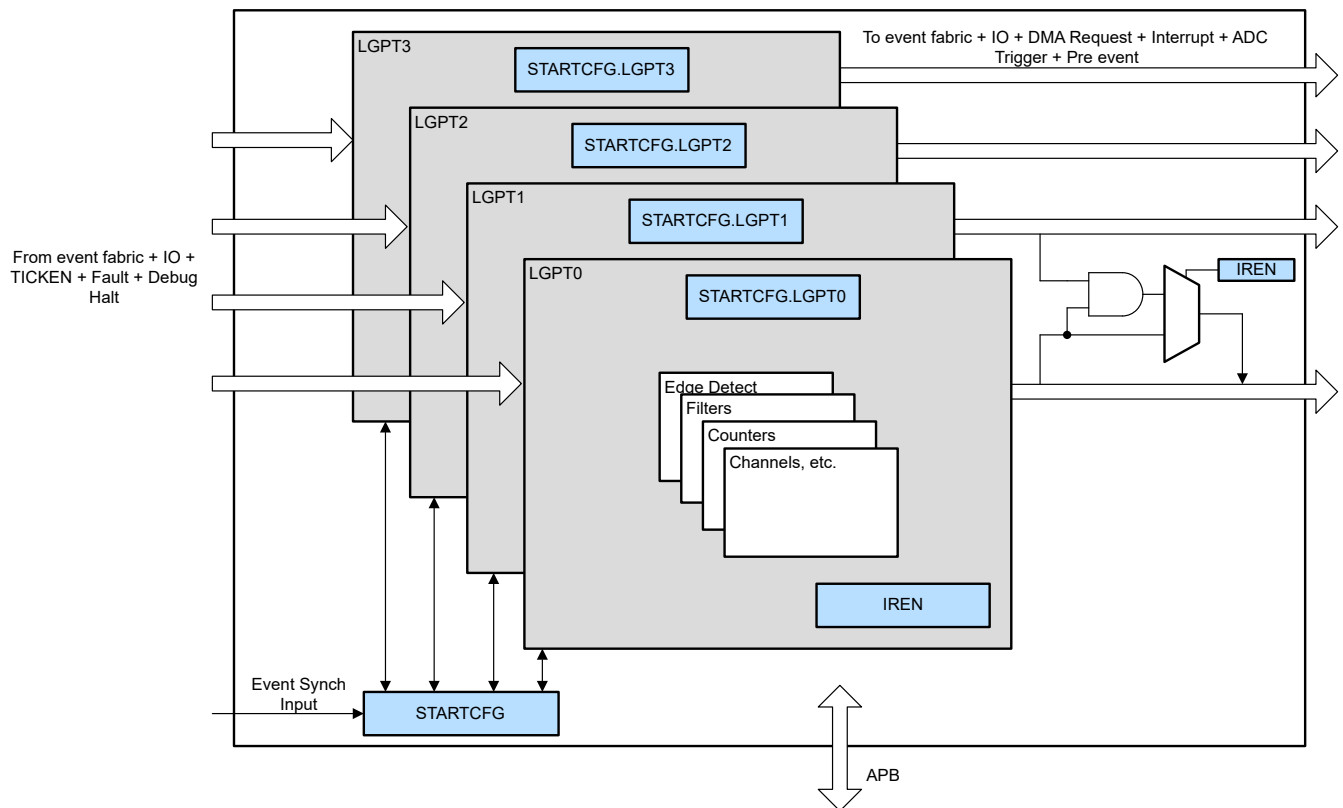 LGPT3
STARTCFG.LGPT3
To event fabric + IO + DMA Request + Interrupt + ADC
Trigger + Pre event
LGPT2
STARTCFG.LGPT2
LGPT1
STARTCFG.LGPT1
From event fabric + IO +
TICKEN + Fault + Debug
Halt
LGPT0
STARTCFG.LGPT0
IREN
Edge Detect
Filters
Counters
Channels, etc.
IREN
Event Synch
Input
STARTCFG
APB